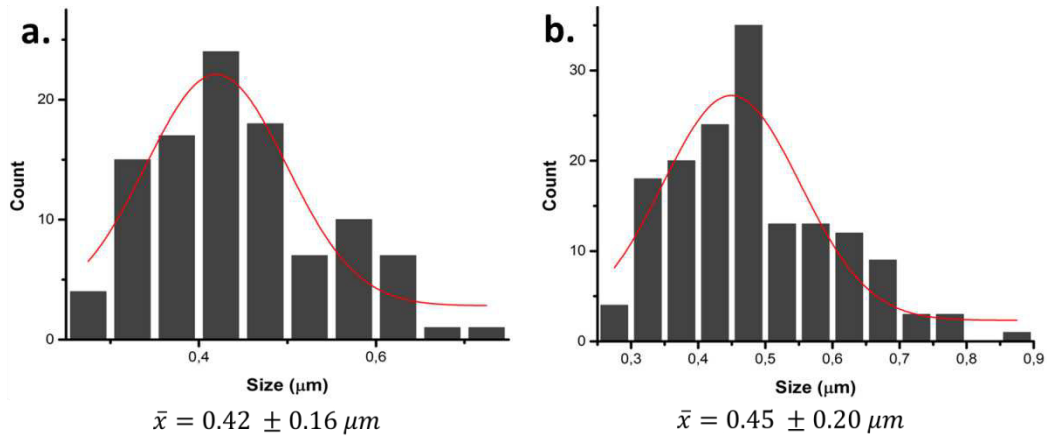 a.
Count
20
10
0
0,4
0,6
Size (μm)
x̄ = 0.42 ± 0.16 μm
b.
Count
30
20
10
0
0,3
0,4
0,5
0,6
0,7
0,8
0,9
Size (μm)
x̄ = 0.45 ± 0.20 μm